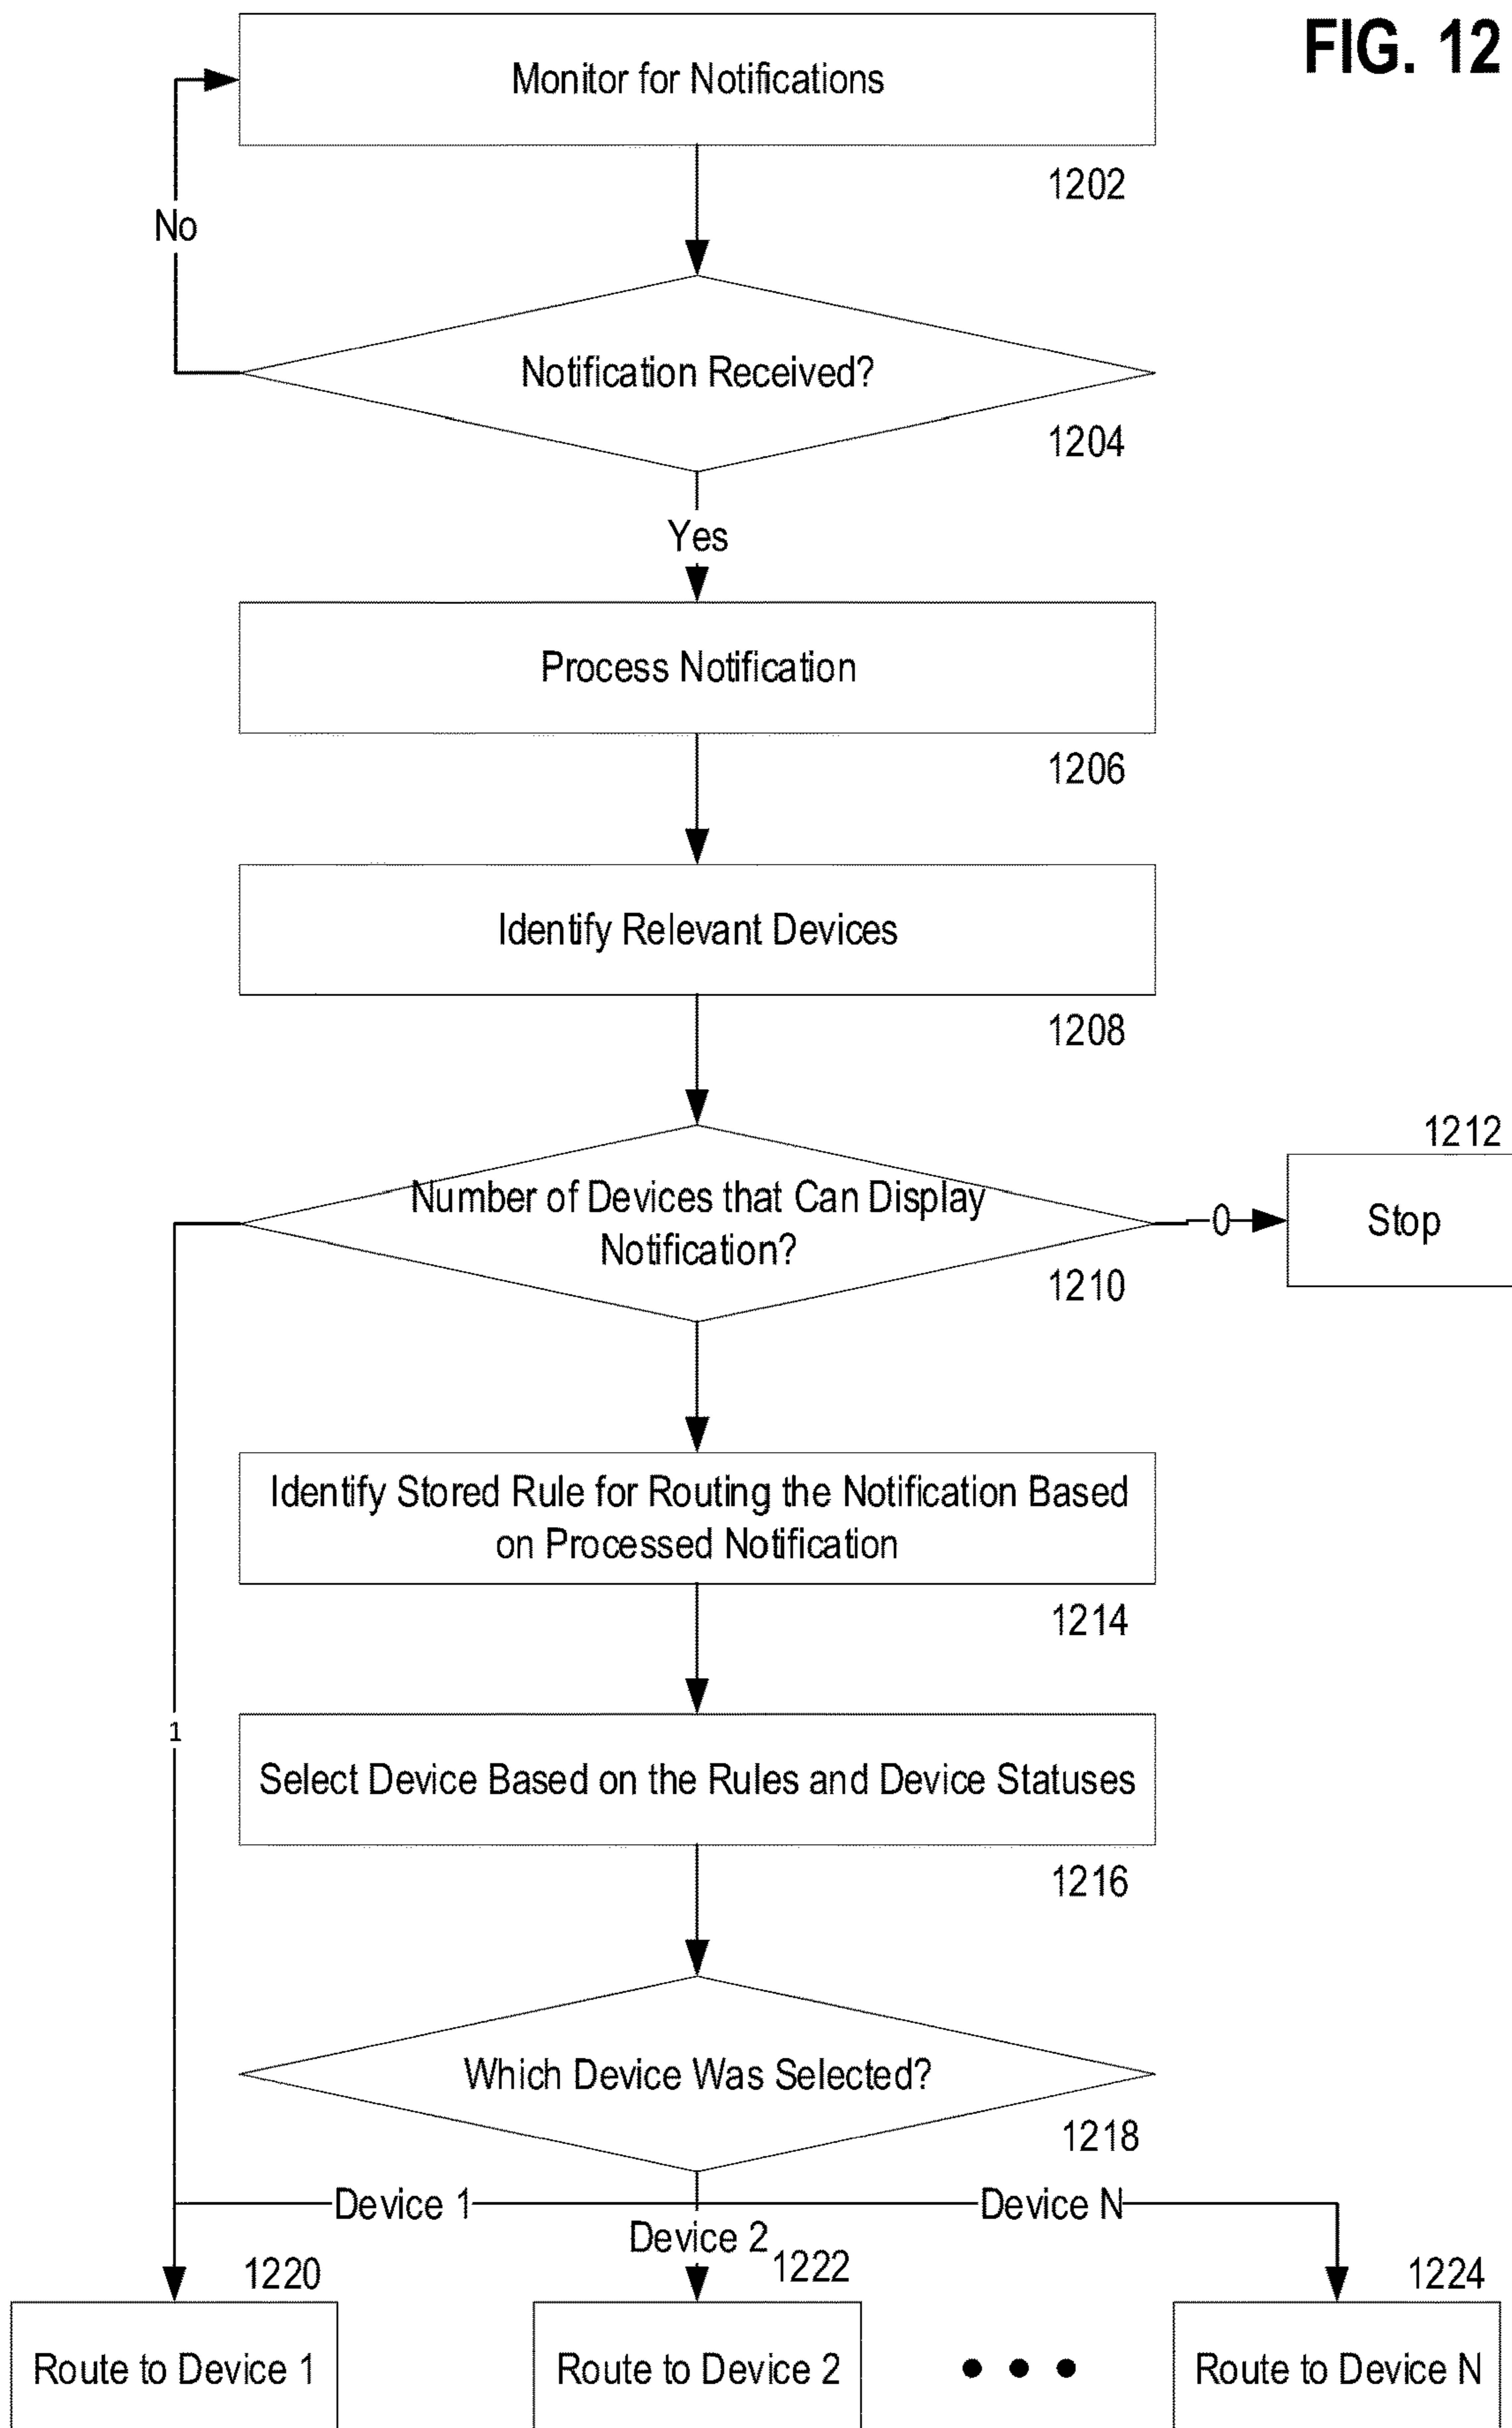 FIG. 12
Monitor for Notifications
1202
No
Notification Received?
1204
Yes
Process Notification
1206
Identify Relevant Devices
1208
Number of Devices that Can Display
Notification?
1210
0
1212
Stop
Identify Stored Rule for Routing the Notification Based
on Processed Notification
1214
1
Select Device Based on the Rules and Device Statuses
1216
Which Device Was Selected?
1218
Device 1
Device 2
Device N
1220
1222
1224
Route to Device 1
Route to Device 2
Route to Device N